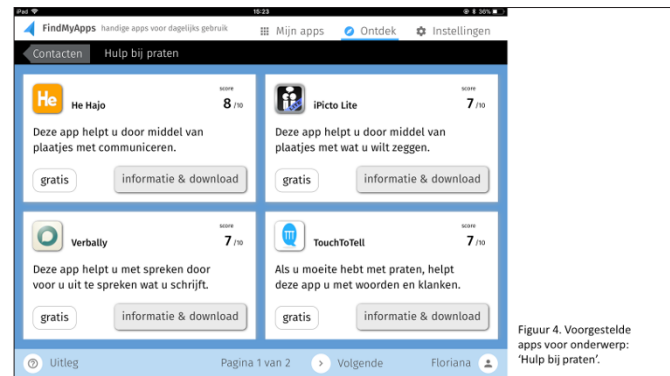 iPad
15:23
36%
FindMyApps handige apps voor dagelijks gebruik
Mijn apps
Ontdek
Instellingen
Contacten
Hulp bij praten
He
He Hajo
score
8 /10
Deze app helpt u door middel van
plaatjes met communiceren.
gratis
informatie & download
iPicto Lite
score
7 /10
Deze app helpt u door middel van
plaatjes met wat u wilt zeggen.
gratis
informatie & download
Verbally
score
7 /10
Deze app helpt u met spreken door
voor u uit te spreken wat u schrijft.
gratis
informatie & download
TouchToTell
score
7 /10
Als u moeite hebt met praten, helpt
deze app u met woorden en klanken.
gratis
informatie & download
Uitleg
Pagina 1 van 2
Volgende
Floriana
Figuur 4. Voorgestelde
apps voor onderwerp:
‘Hulp bij praten’.